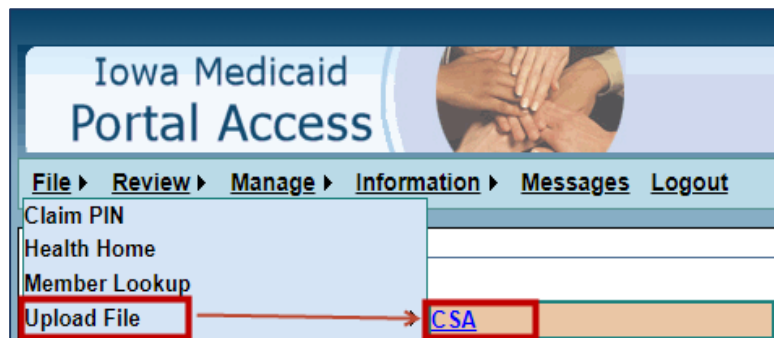 Iowa Medicaid
Portal Access
File Review Manage Information Messages Logout
Claim PIN
Health Home
Member Lookup
Upload File CSA